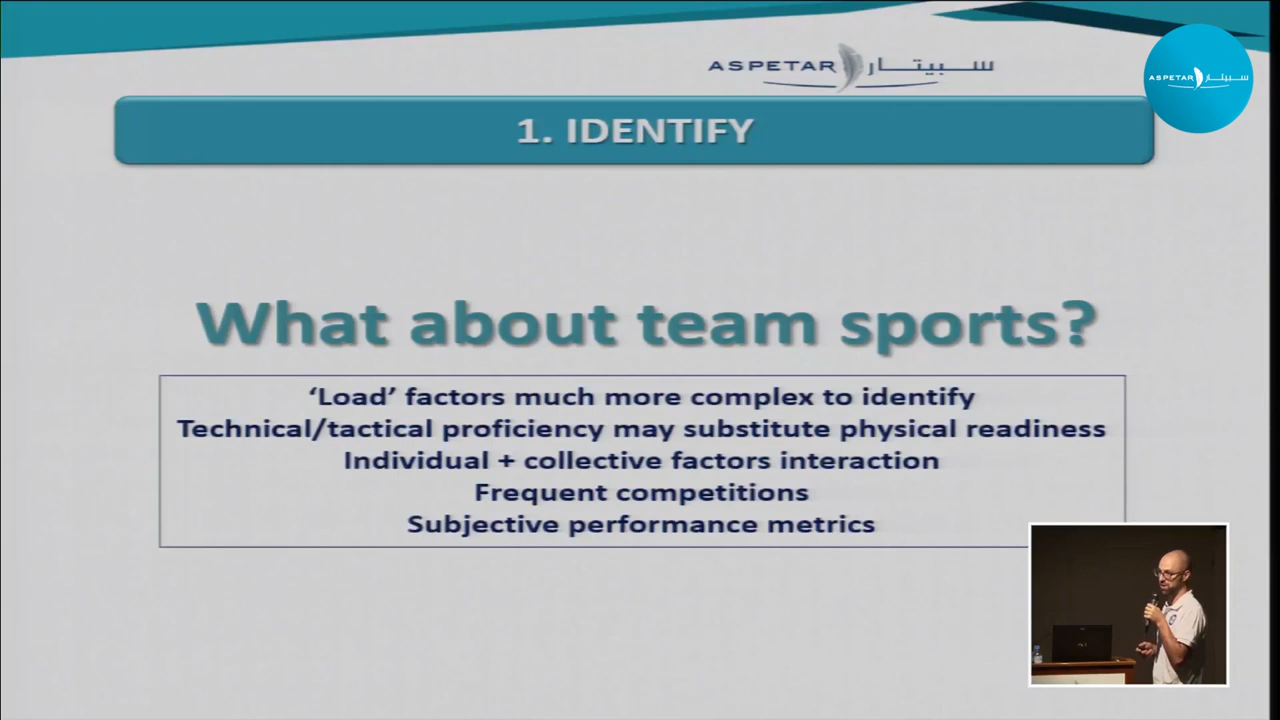 ASPETAR سبيتار
ASPETAR سبيتار
1. IDENTIFY
What about team sports?
‘Load’ factors much more complex to identify
Technical/tactical proficiency may substitute physical readiness
Individual + collective factors interaction
Frequent competitions
Subjective performance metrics